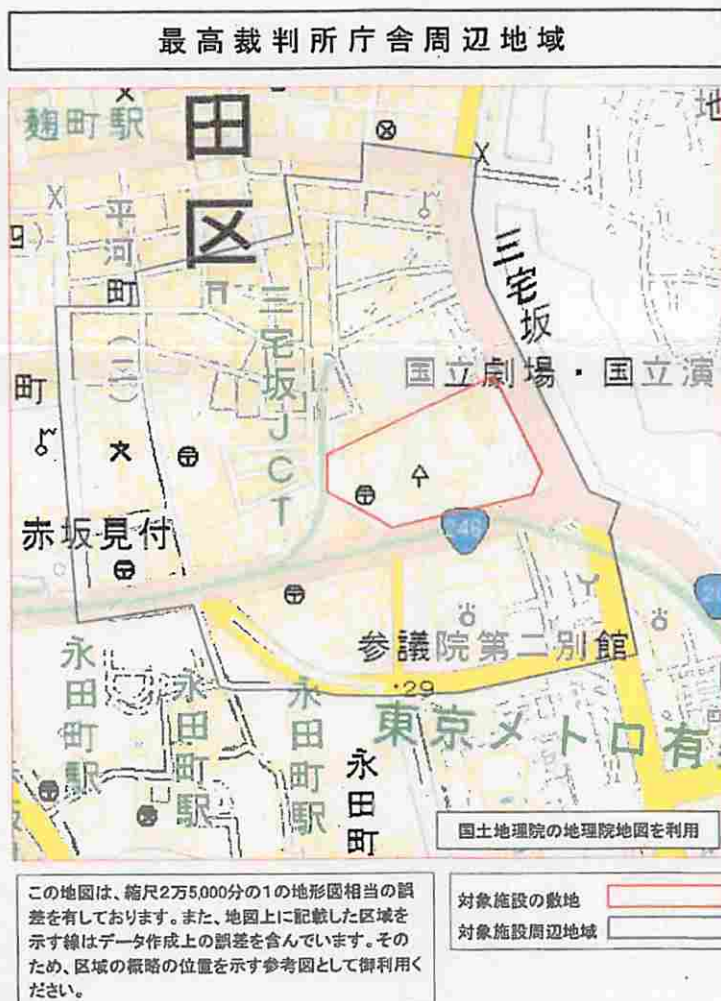 最高裁判所庁舎周辺地域
麹町駅
田
区
地
平河
町
(二)
四)
三宅坂
三宅坂JCT
国立劇場・国立演
町
赤坂見付
246
参議院第二別館
・29
永田町駅
永田町駅
永田町駅
東京メトロ有
永田町
国土地理院の地理院地図を利用
この地図は、縮尺2万5,000分の1の地形図相当の誤
差を有しております。また、地図上に記載した区域を
示す線はデータ作成上の誤差を含んでいます。その
ため、区域の概略の位置を示す参考図として御利用く
ださい。
対象施設の敷地
対象施設周辺地域